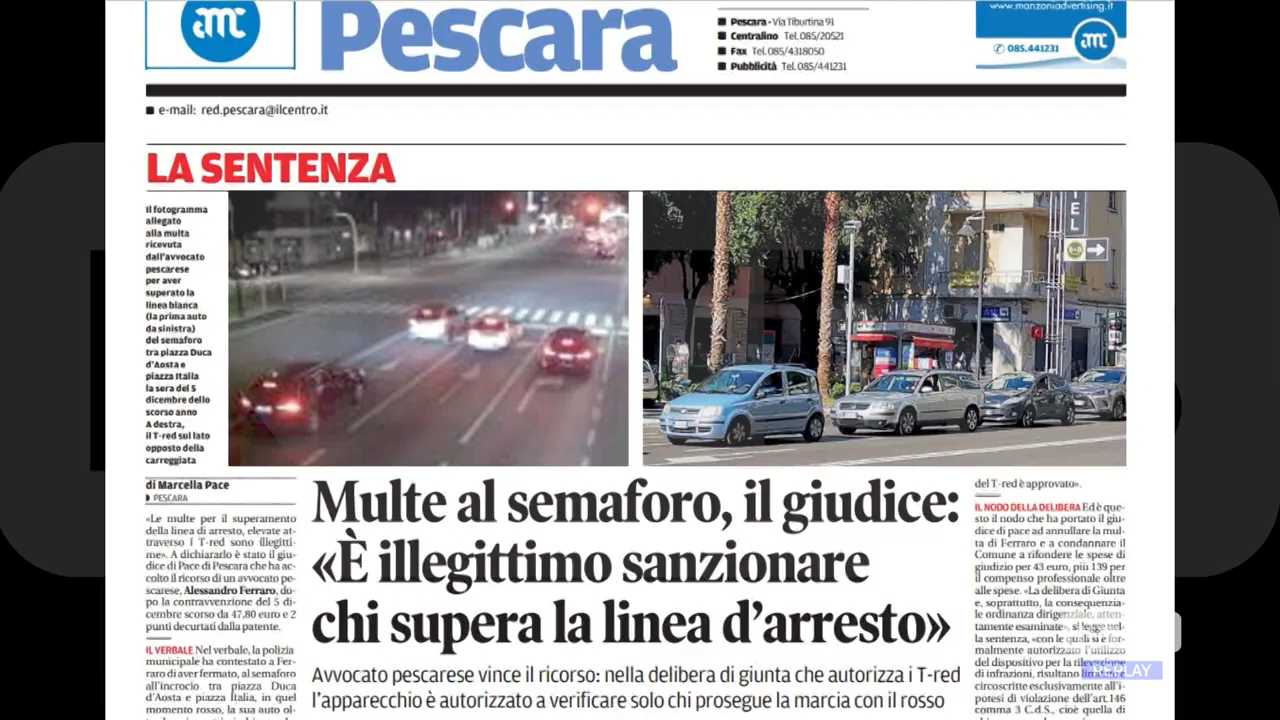 amc
Pescara
■ Pescara - Via Tiburtina 91
■ Centralino Tel. 085/20521
■ Fax Tel. 085/4318050
■ Pubblicità Tel. 085/441231
www.manzoniadvertising.it
✆ 085.441231
■ e-mail: red.pescara@ilcentro.it
LA SENTENZA
Il fotogramma
allegato
alla multa
ricevuta
dall'avvocato
pescarese
per aver
superato la
linea bianca
(la prima auto
da sinistra)
del semaforo
tra piazza Duca
d'Aosta e
piazza Italia
la sera del 5
dicembre dello
scorso anno
A destra,
il T-red sul lato
opposto della
carreggiata
TEL
di Marcella Pace
PESCARA
«Le multe per il superamento
della linea di arresto, elevate at-
traverso i T-red sono illegitti-
me». A dichiararlo è stato il giu-
dice di Pace di Pescara che ha ac-
colto il ricorso di un avvocato pe-
scarese, Alessandro Ferraro, do-
po la contravvenzione del 5 di-
cembre scorso da 47,80 euro e 2
punti decurtati dalla patente.
IL VERBALE Nel verbale, la polizia
municipale ha contestato a Fer-
raro di aver fermato, al semaforo
all'incrocio tra piazza Duca
d'Aosta e piazza Italia, in quel
momento rosso, la sua auto ol-
Multe al semaforo, il giudice:
«È illegittimo sanzionare
chi supera la linea d'arresto»
Avvocato pescarese vince il ricorso: nella delibera di giunta che autorizza i T-red
l'apparecchio e autorizzato a verificare solo chi prosegue la marcia con il rosso
del T-red è approvato».
IL NODO DELLA DELIBERA Ed è que-
sto il nodo che ha portato il giu-
dice di pace ad annullare la mul-
ta di Ferraro e a condannare il
Comune a rifondere le spese di
giudizio per 43 euro, più 139 per
il compenso professionale oltre
alle spese. «La delibera di Giunta
e, soprattutto, la consequenzia-
le ordinanza dirigenziale, atten-
tamente esaminate», si legge nel-
la sentenza, «con le quali si è for-
malmente autorizzato l'utilizzo
del dispositivo per la rilevazione
di infrazioni, risultano limitate e
circoscritte esclusivamente all'i-
potesi di violazione dell'art.146
comma 3 C.d.S., cioè quella di
REPLAY